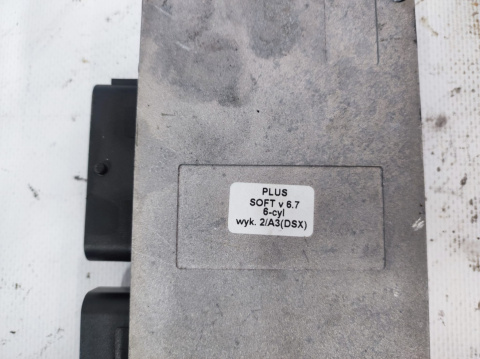 PLUS
SOFT v 6.7
6-cyl
wyk. 2/A3(DSX)